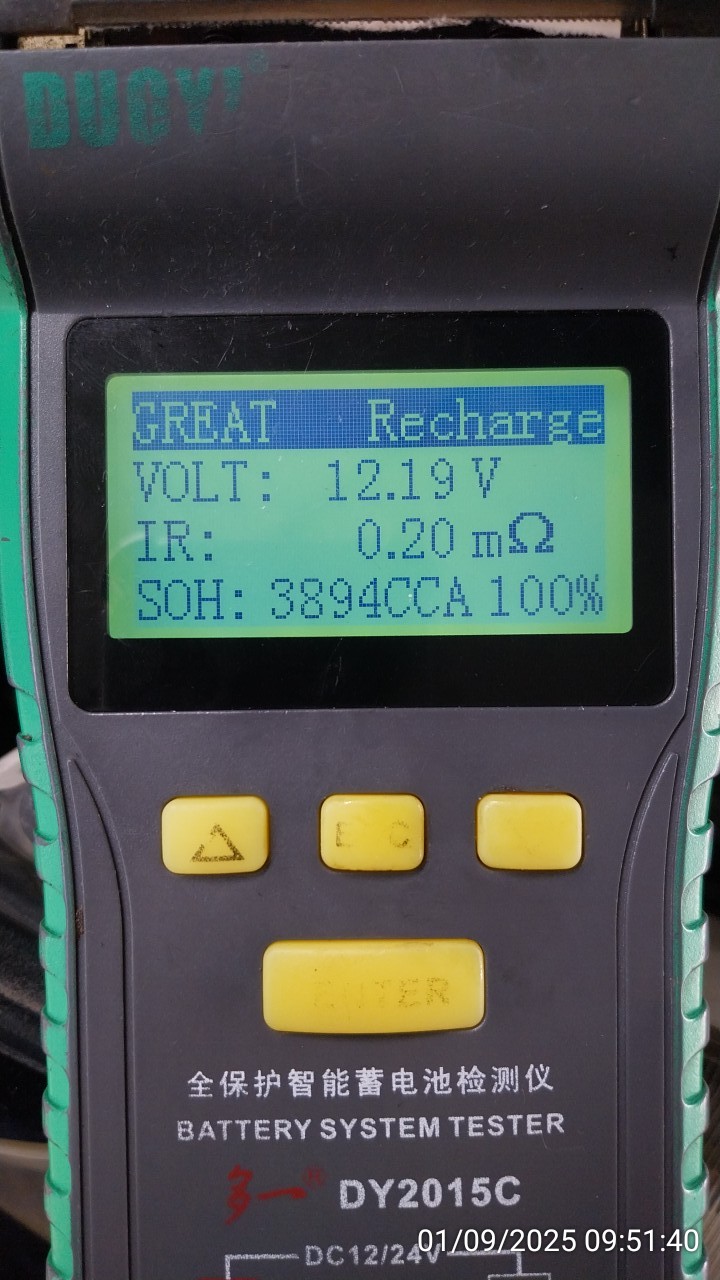 DUOYI
GREAT Recharge
VOLT: 12.19 V
IR: 0.20 mΩ
SOH: 3894CCA 100%
E C
ENTER
全保护智能蓄电池检测仪
BATTERY SYSTEM TESTER
多一® DY2015C
DC12/24V
01/09/2025 09:51:40